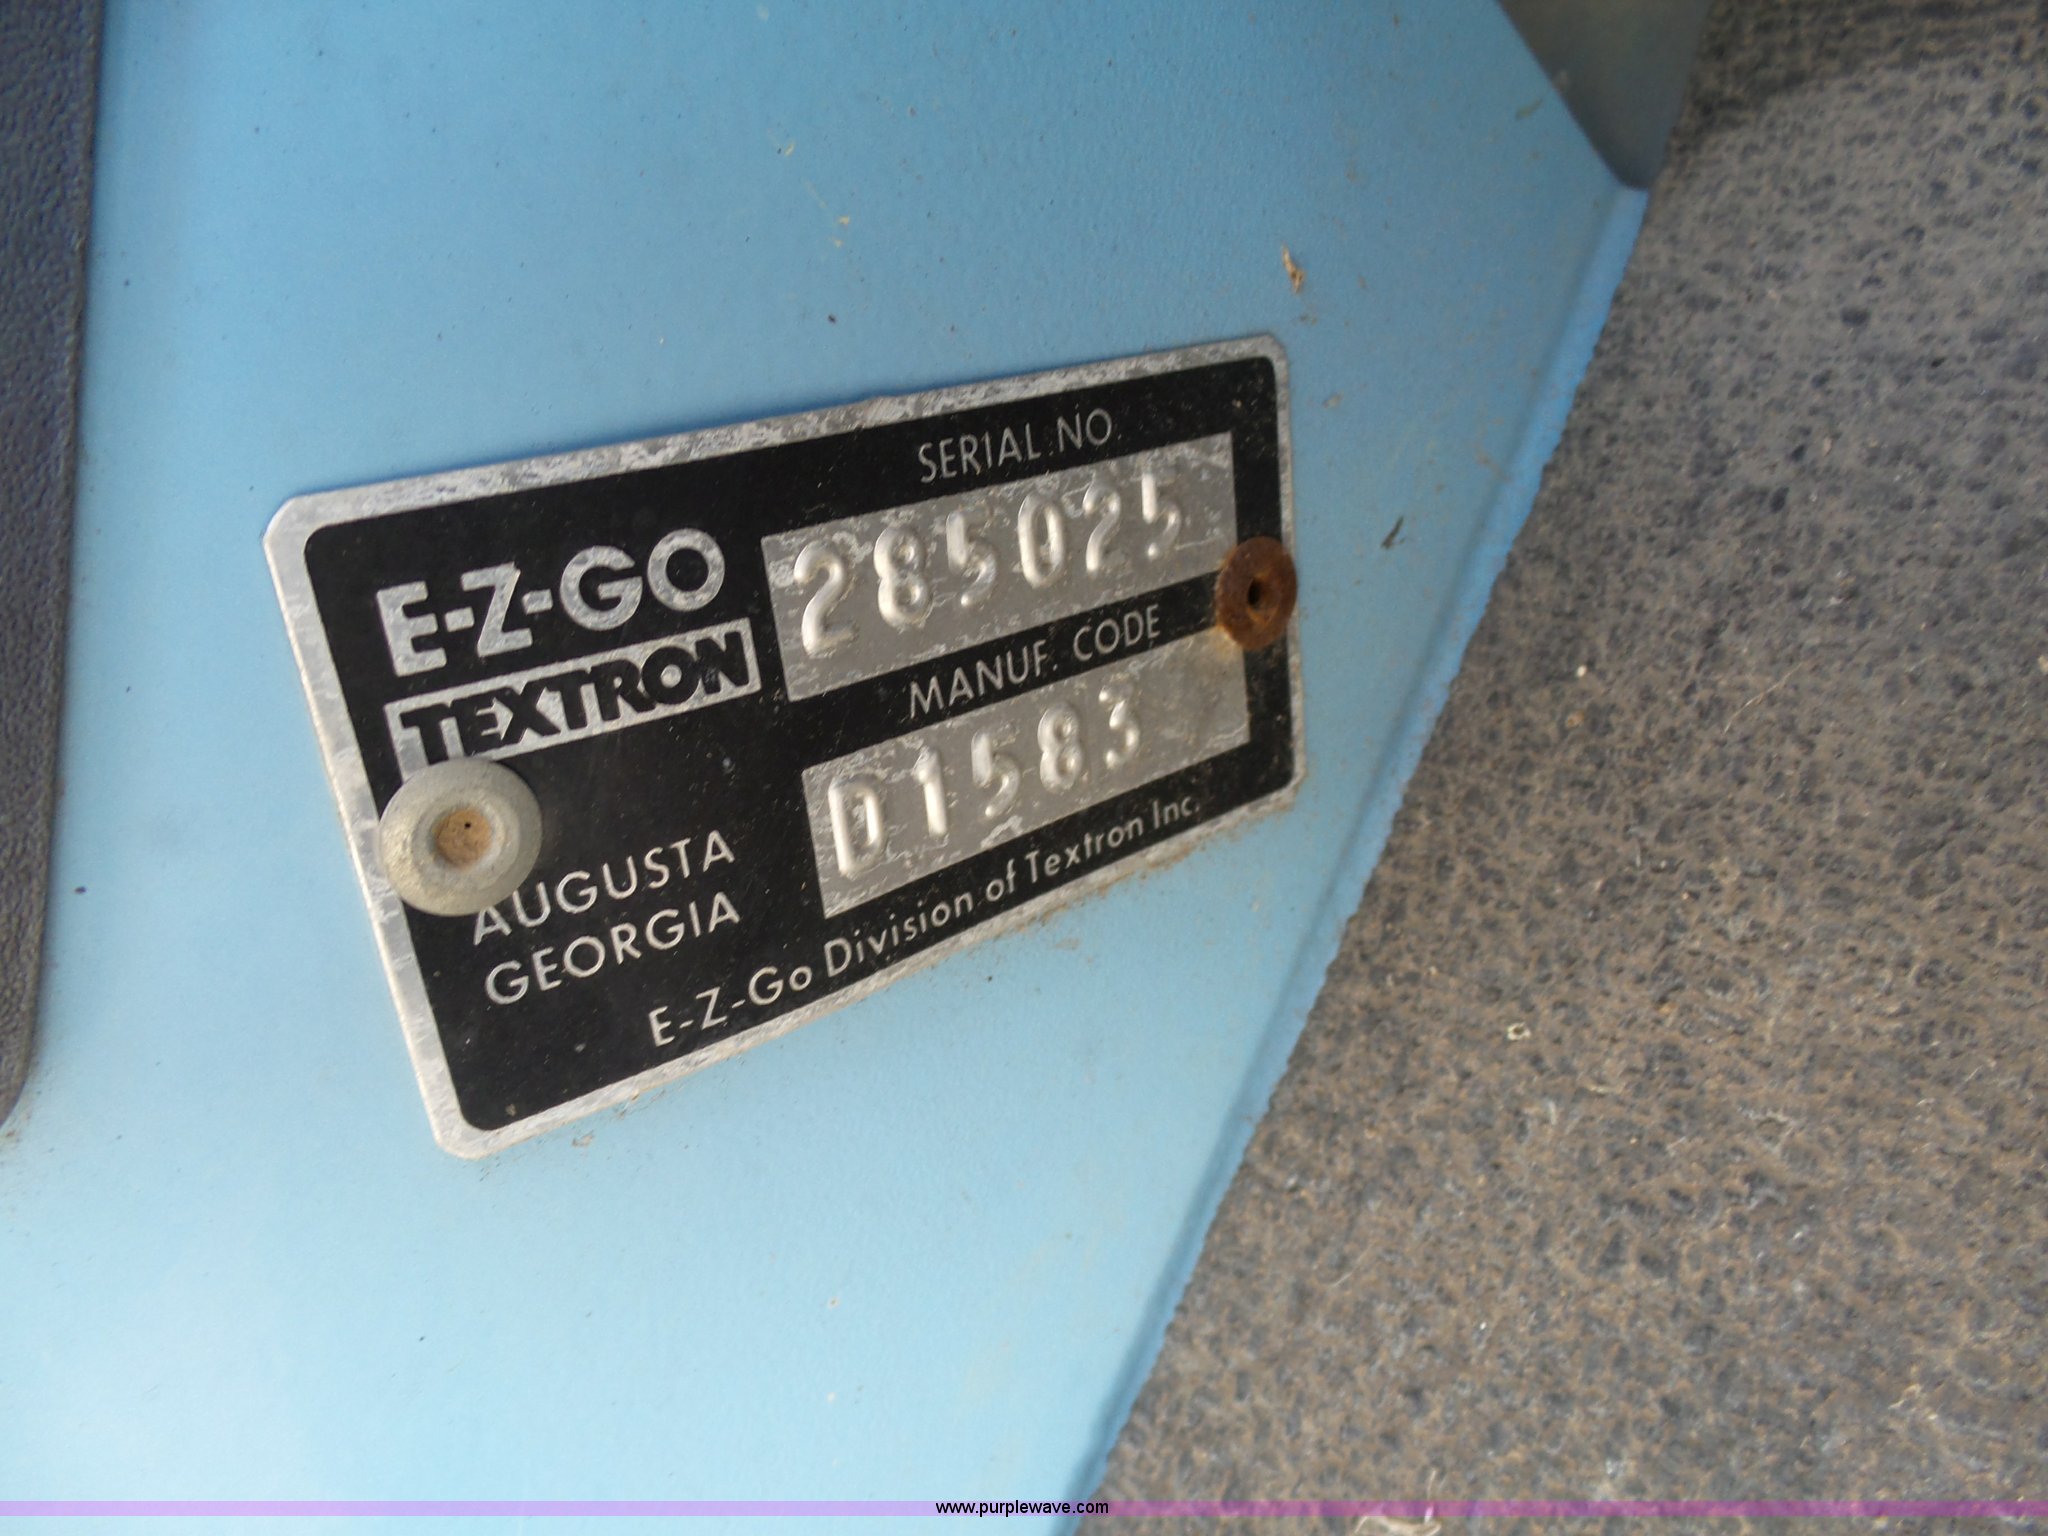 E-Z-GO
TEXTRON
AUGUSTA
GEORGIA
SERIAL NO.
285025
MANUF. CODE
D1583
E-Z-Go Division of Textron Inc.
www.purplewave.com